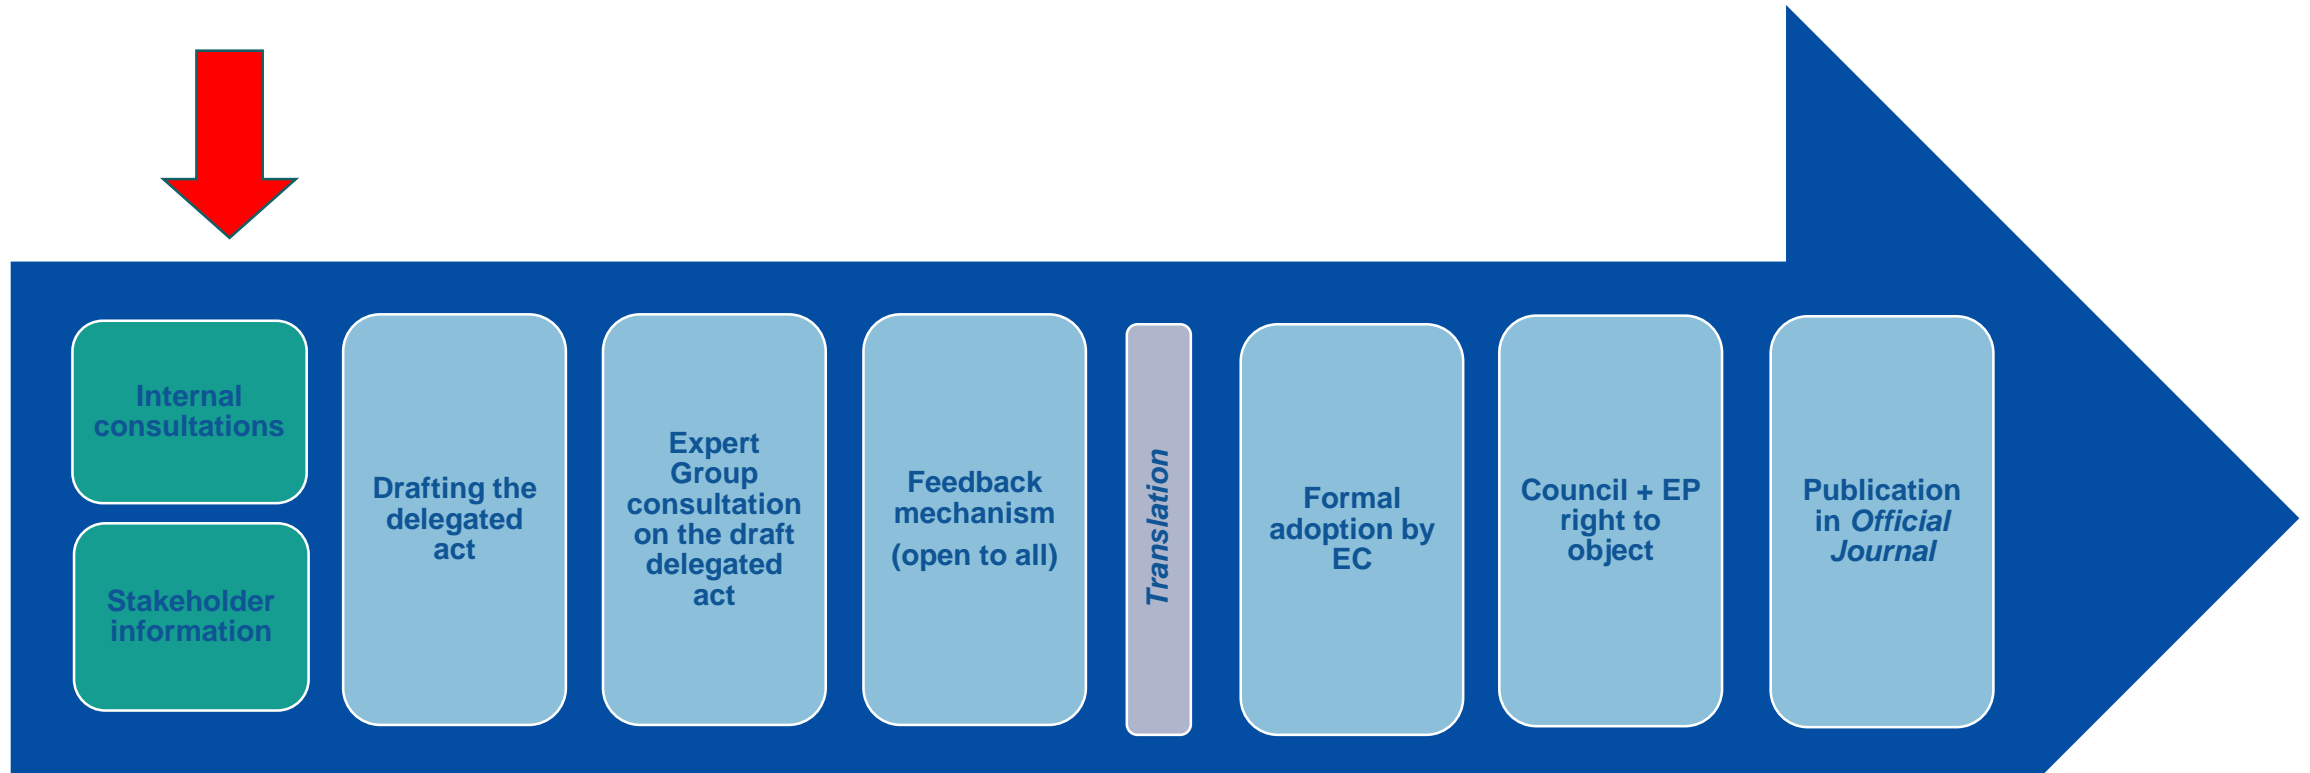 Internal
consultations
Stakeholder
information
Drafting the
delegated
act
Expert
Group
consultation
on the draft
delegated
act
Feedback
mechanism
(open to all)
Translation
Formal
adoption by
EC
Council + EP
right to
object
Publication
in Official
Journal